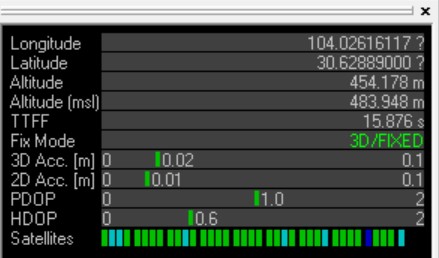 Longitude 104.02616117 ?
Latitude 30.62889000 ?
Altitude 454.178 m
Altitude (msl) 483.948 m
TTFF 15.876 s
Fix Mode 3D/FIXED
3D Acc. [m] 0 0.02 0.1
2D Acc. [m] 0 0.01 0.1
PDOP 0 1.0 2
HDOP 0 0.6 2
Satellites